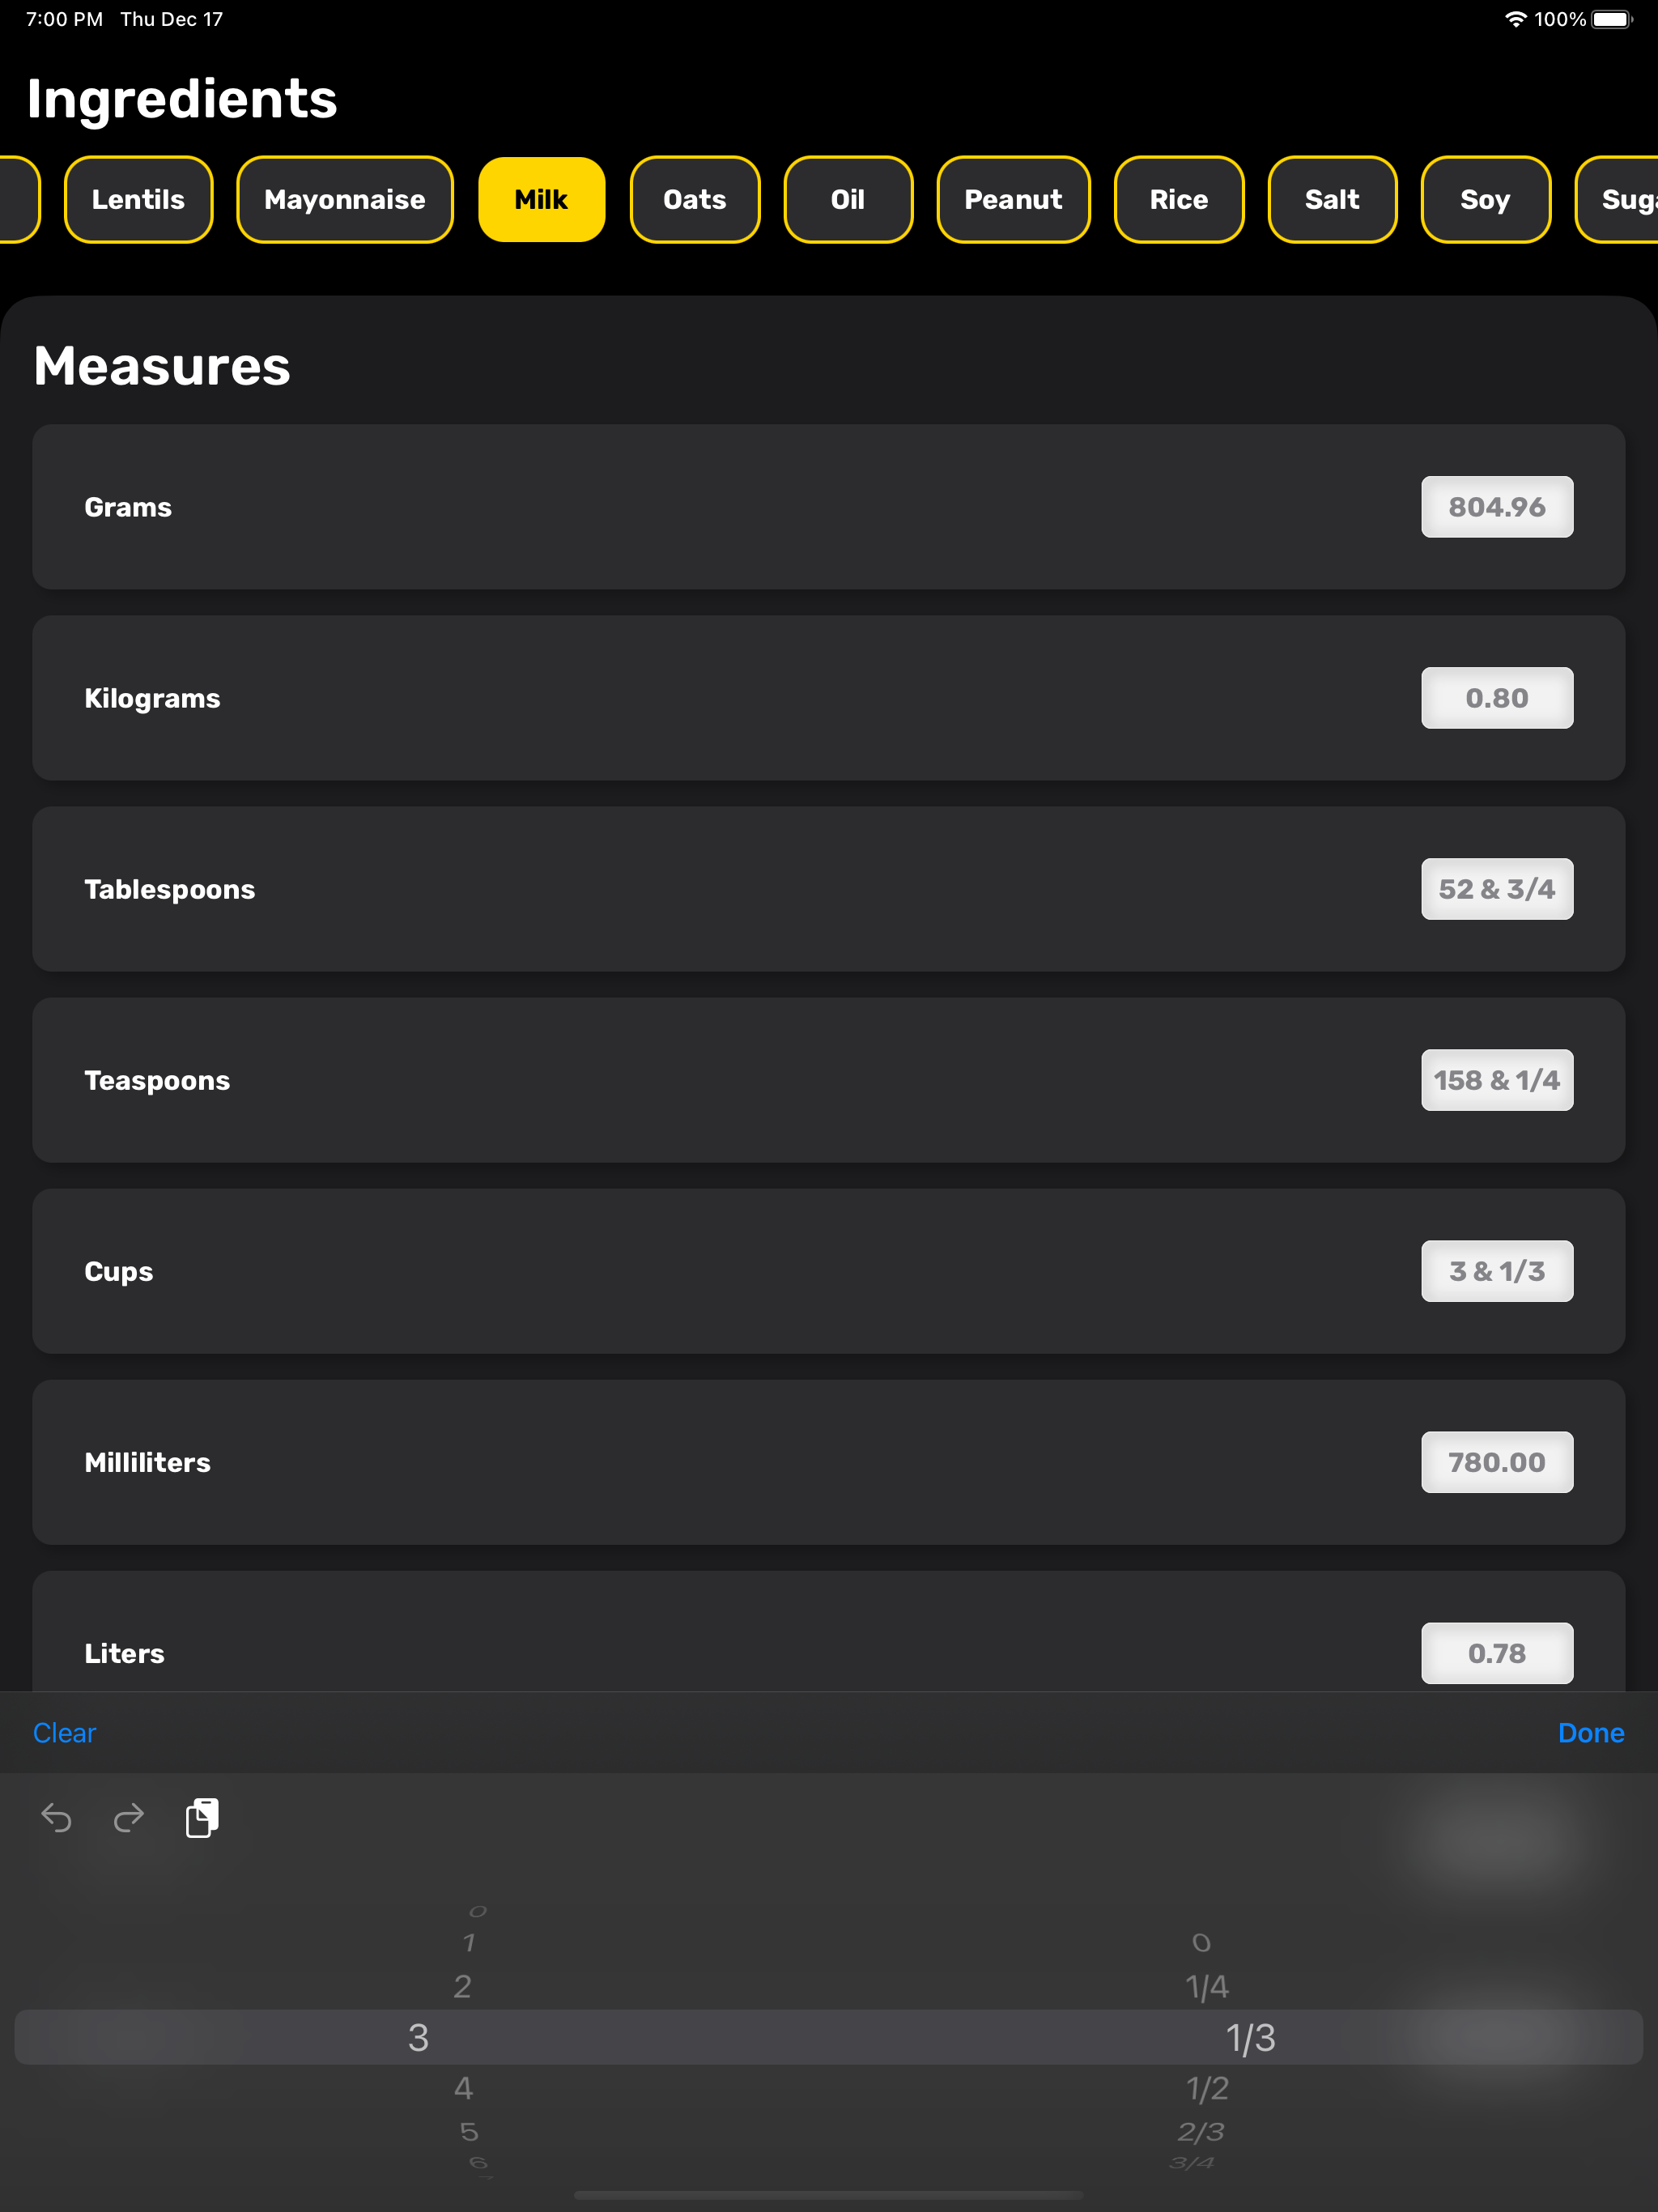 7:00 PM Thu Dec 17 100%
Ingredients
Lentils Mayonnaise Milk Oats Oil Peanut Rice Salt Soy
Measures
Grams 804.96
Kilograms 0.80
Tablespoons 52 & 3/4
Teaspoons 158 & 1/4
Cups 3 & 1/3
Milliliters 780.00
Liters 0.78
Clear Done
0
1 0
2 1/4
3 1/3
4 1/2
5 2/3
6 3/4